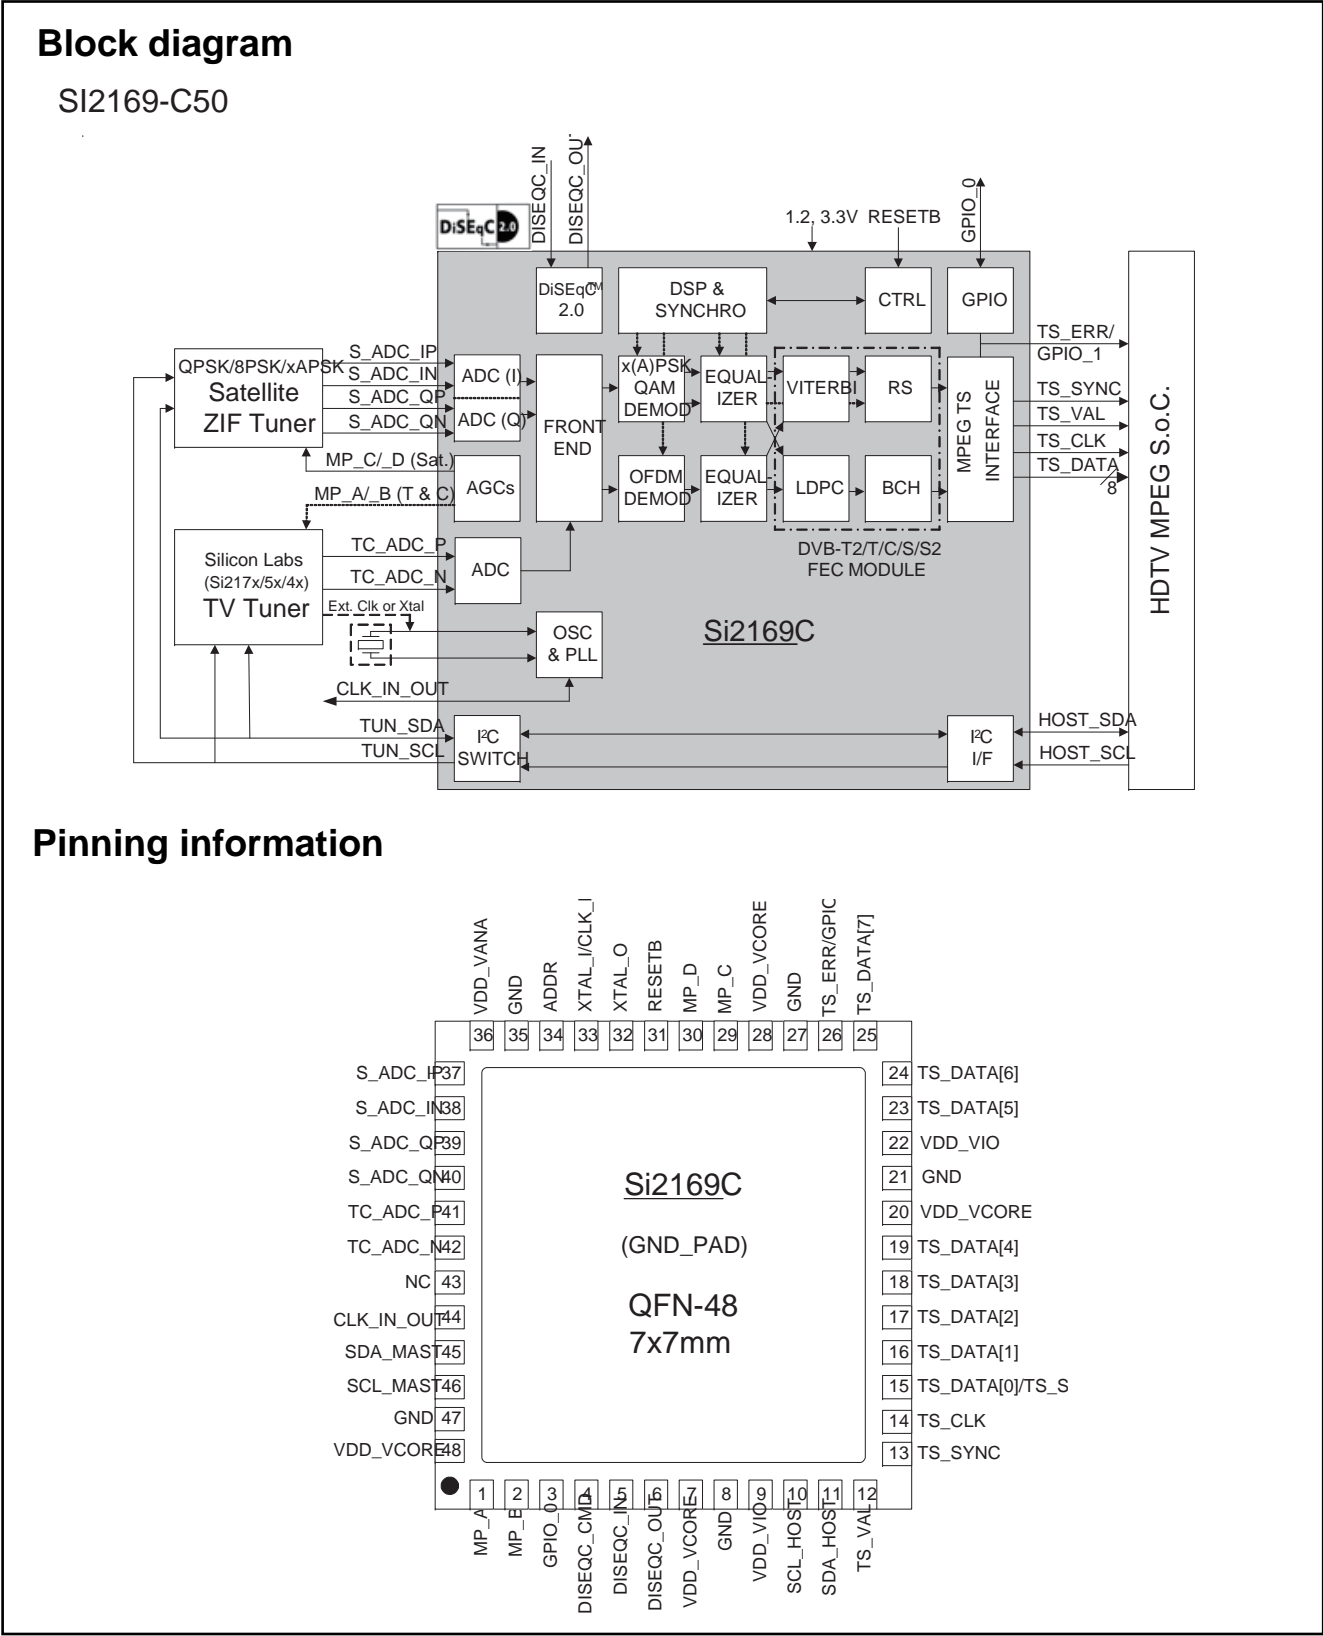 Block diagram
SI2169-C50
DISEQC_IN
DISEQC_OUT
DiSEqC 2.0
1.2, 3.3V RESETB
GPIO_0
DiSEqC™
2.0
DSP &
SYNCHRO
CTRL
GPIO
TS_ERR/
GPIO_1
QPSK/8PSK/xAPSK
Satellite
ZIF Tuner
S_ADC_IP
S_ADC_IN
S_ADC_QP
S_ADC_QN
ADC (I)
ADC (Q)
FRONT
END
x(A)PSK
QAM
DEMOD
EQUAL-
IZER
VITERBI
RS
MPEG TS
INTERFACE
TS_SYNC
TS_VAL
TS_CLK
TS_DATA
8
HDTV MPEG S.o.C.
MP_C/_D (Sat.)
MP_A/_B (T & C)
AGCs
OFDM
DEMOD
EQUAL-
IZER
LDPC
BCH
DVB-T2/T/C/S/S2
FEC MODULE
Silicon Labs
(Si217x/5x/4x)
TV Tuner
TC_ADC_P
TC_ADC_N
ADC
Ext. Clk or Xtal
OSC
& PLL
Si2169C
CLK_IN_OUT
TUN_SDA
TUN_SCL
I²C
SWITCH
I²C
I/F
HOST_SDA
HOST_SCL
Pinning information
VDD_VANA
GND
ADDR
XTAL_I/CLK_I
XTAL_O
RESETB
MP_D
MP_C
VDD_VCORE
GND
TS_ERR/GPIO
TS_DATA[7]
36 35 34 33 32 31 30 29 28 27 26 25
S_ADC_IP 37
S_ADC_IN 38
S_ADC_QP 39
S_ADC_QN 40
TC_ADC_P 41
TC_ADC_N 42
NC 43
CLK_IN_OUT 44
SDA_MAST 45
SCL_MAST 46
GND 47
VDD_VCORE 48
Si2169C
(GND_PAD)
QFN-48
7x7mm
24 TS_DATA[6]
23 TS_DATA[5]
22 VDD_VIO
21 GND
20 VDD_VCORE
19 TS_DATA[4]
18 TS_DATA[3]
17 TS_DATA[2]
16 TS_DATA[1]
15 TS_DATA[0]/TS_S
14 TS_CLK
13 TS_SYNC
1 2 3 4 5 6 7 8 9 10 11 12
MP_A
MP_B
GPIO_0
DISEQC_CMD
DISEQC_IN
DISEQC_OUT
VDD_VCORE
GND
VDD_VIO
SCL_HOST
SDA_HOST
TS_VAL